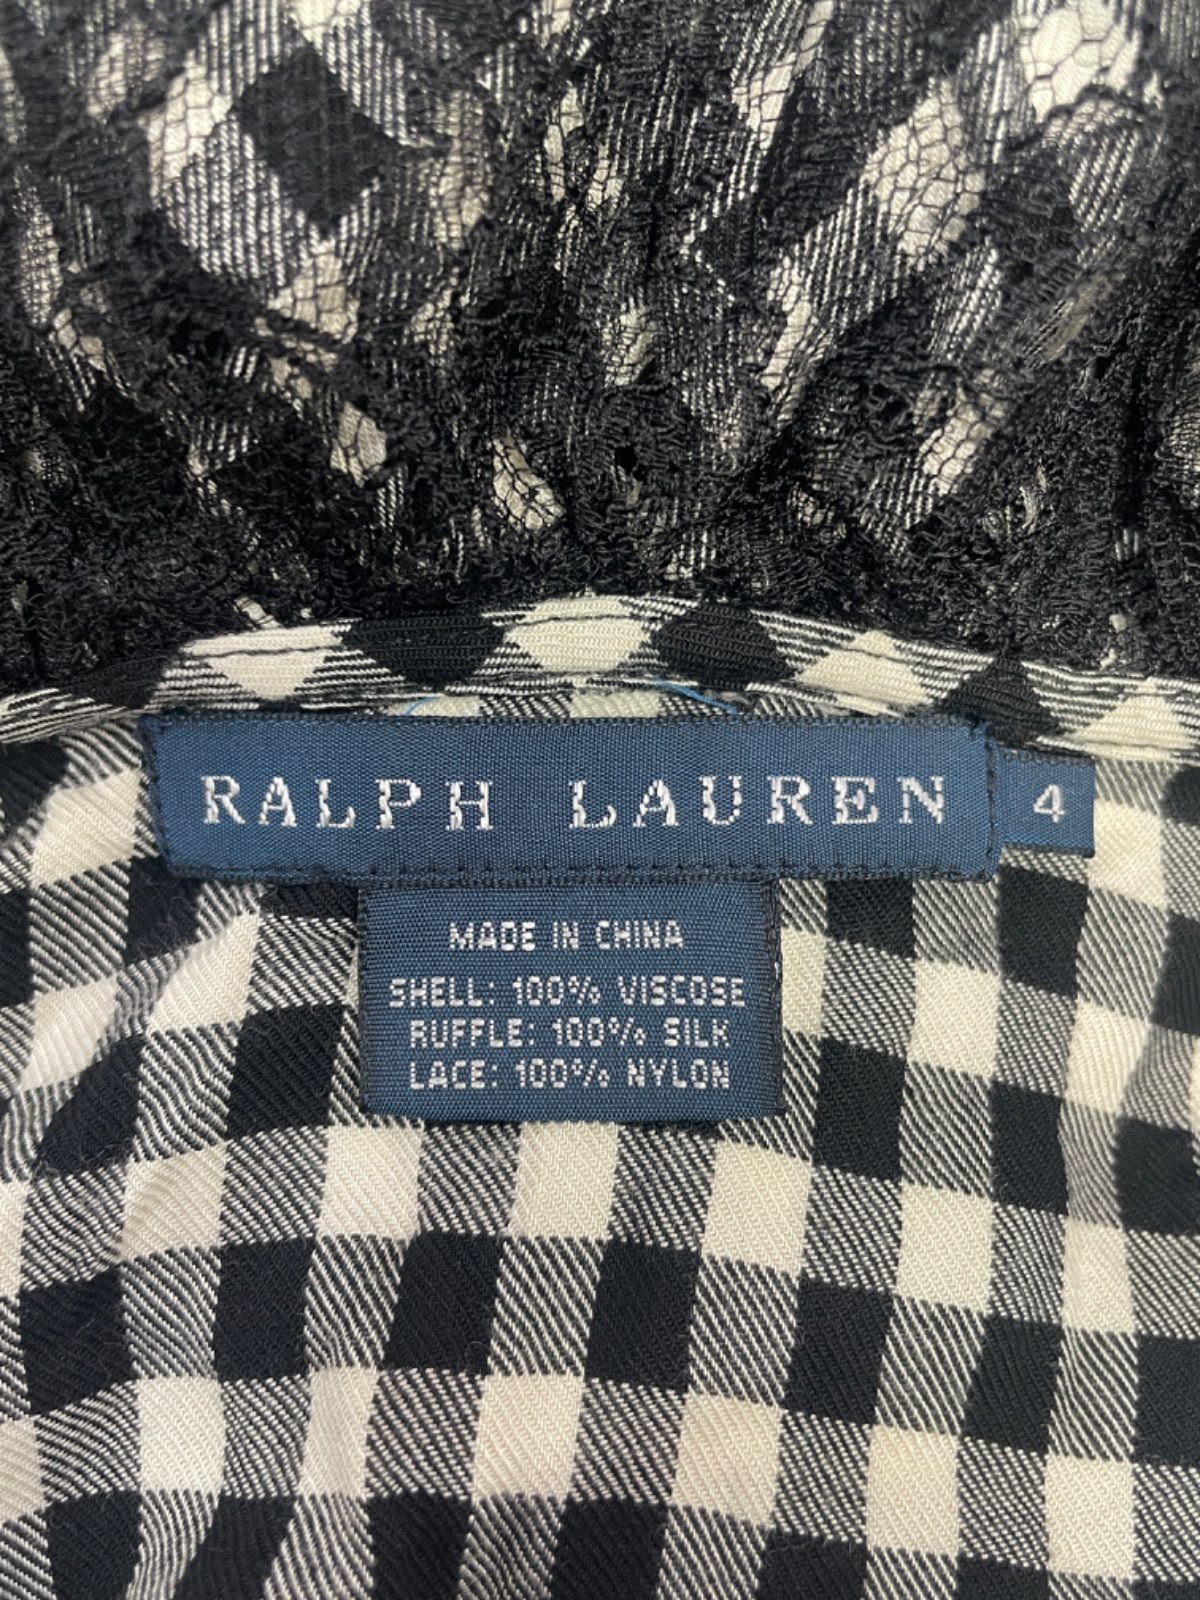 RALPH LAUREN 4
MADE IN CHINA
SHELL: 100% VISCOSE
RUFFLE: 100% SILK
LACE: 100% NYLON